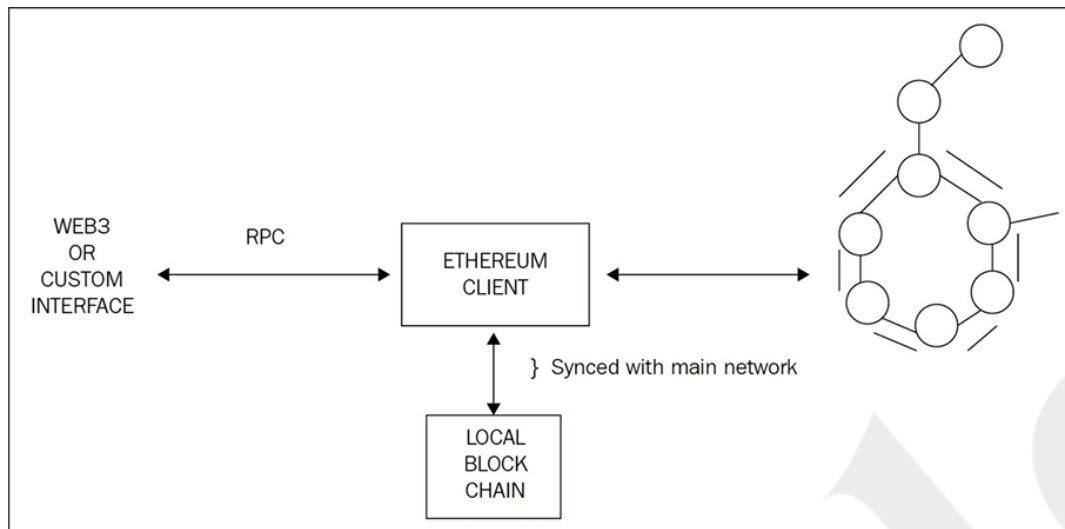 WEB3
OR
CUSTOM
INTERFACE
RPC
ETHEREUM
CLIENT
} Synced with main network
LOCAL
BLOCK
CHAIN